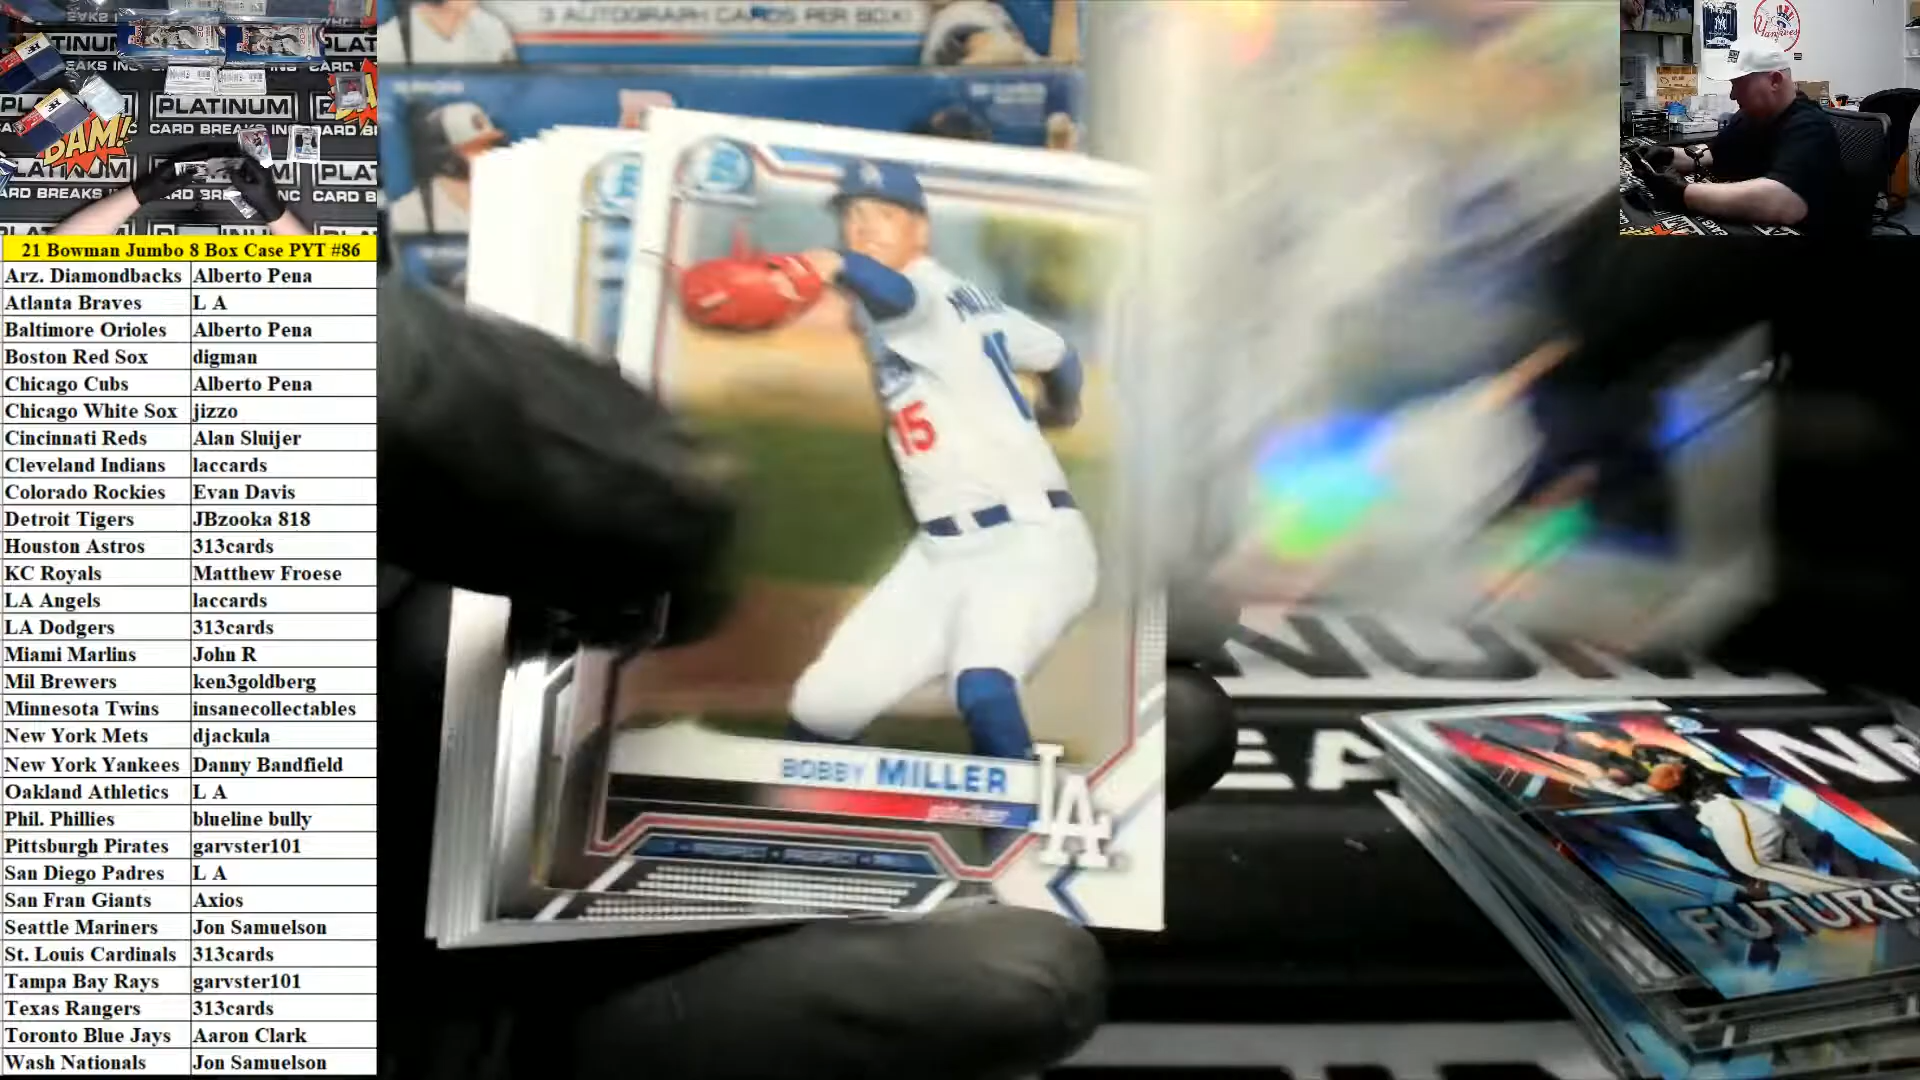 21 Bowman Jumbo 8 Box Case PYT #86
Arz. Diamondbacks Alberto Pena
Atlanta Braves L A
Baltimore Orioles Alberto Pena
Boston Red Sox digman
Chicago Cubs Alberto Pena
Chicago White Sox jizzo
Cincinnati Reds Alan Sluijer
Cleveland Indians laccards
Colorado Rockies Evan Davis
Detroit Tigers JBzooka 818
Houston Astros 313cards
KC Royals Matthew Froese
LA Angels laccards
LA Dodgers 313cards
Miami Marlins John R
Mil Brewers ken3goldberg
Minnesota Twins insanecollectables
New York Mets djackula
New York Yankees Danny Bandfield
Oakland Athletics L A
Phil. Phillies blueline bully
Pittsburgh Pirates garvster101
San Diego Padres L A
San Fran Giants Axios
Seattle Mariners Jon Samuelson
St. Louis Cardinals 313cards
Tampa Bay Rays garvster101
Texas Rangers 313cards
Toronto Blue Jays Aaron Clark
Wash Nationals Jon Samuelson
3 AUTOGRAPH CARDS PER BOX!
15
BOBBY MILLER
pitcher
LA
FUTURIS
PLATINUM
CARD BREAKS INC
BAM!
Yankees